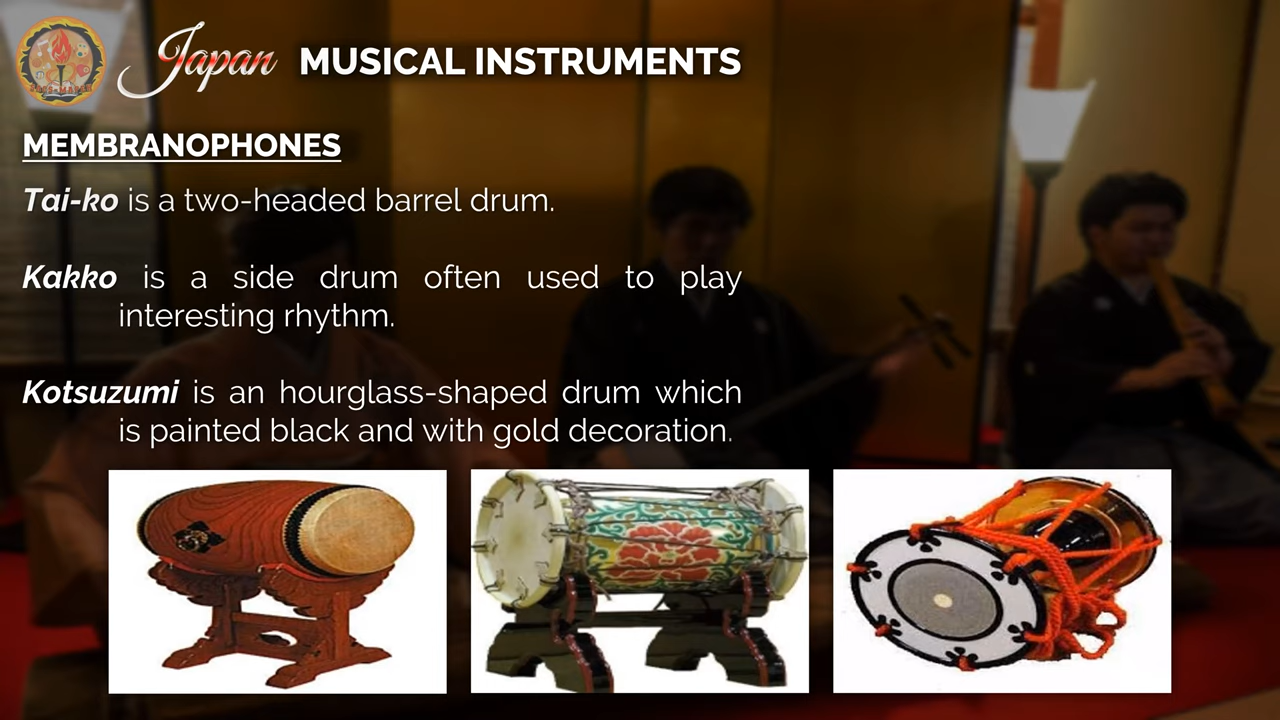 Japan MUSICAL INSTRUMENTS
MEMBRANOPHONES
Tai-ko is a two-headed barrel drum.
Kakko is a side drum often used to play
interesting rhythm.
Kotsuzumi is an hourglass-shaped drum which
is painted black and with gold decoration.